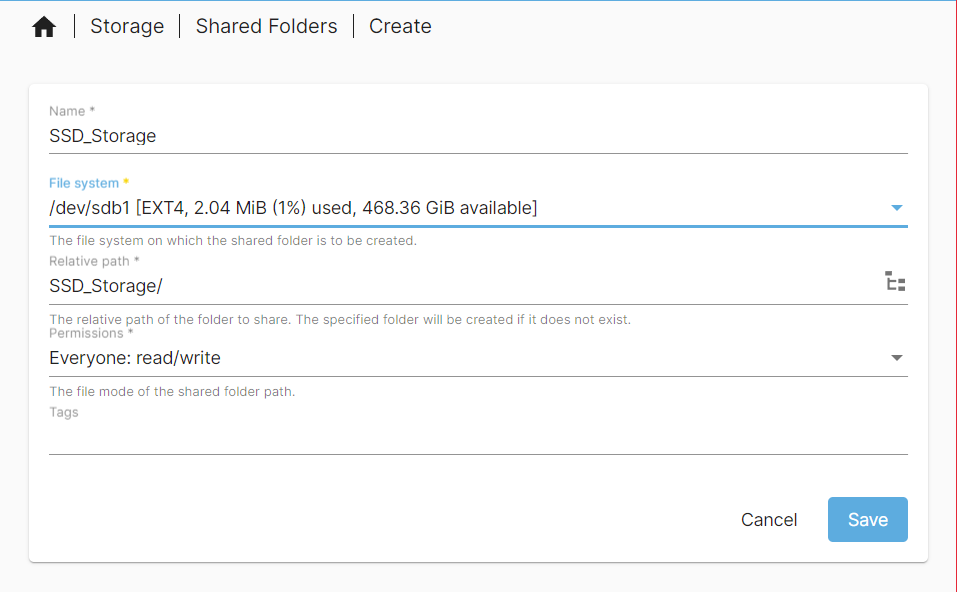 Storage | Shared Folders | Create
Name *
SSD_Storage
File system *
/dev/sdb1 [EXT4, 2.04 MiB (1%) used, 468.36 GiB available]
The file system on which the shared folder is to be created.
Relative path *
SSD_Storage/
The relative path of the folder to share. The specified folder will be created if it does not exist.
Permissions *
Everyone: read/write
The file mode of the shared folder path.
Tags
Cancel Save